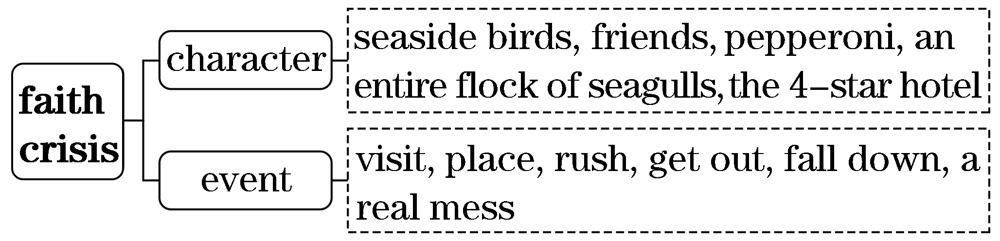 faith
crisis
character
seaside birds, friends, pepperoni, an
entire flock of seagulls, the 4-star hotel
event
visit, place, rush, get out, fall down, a
real mess